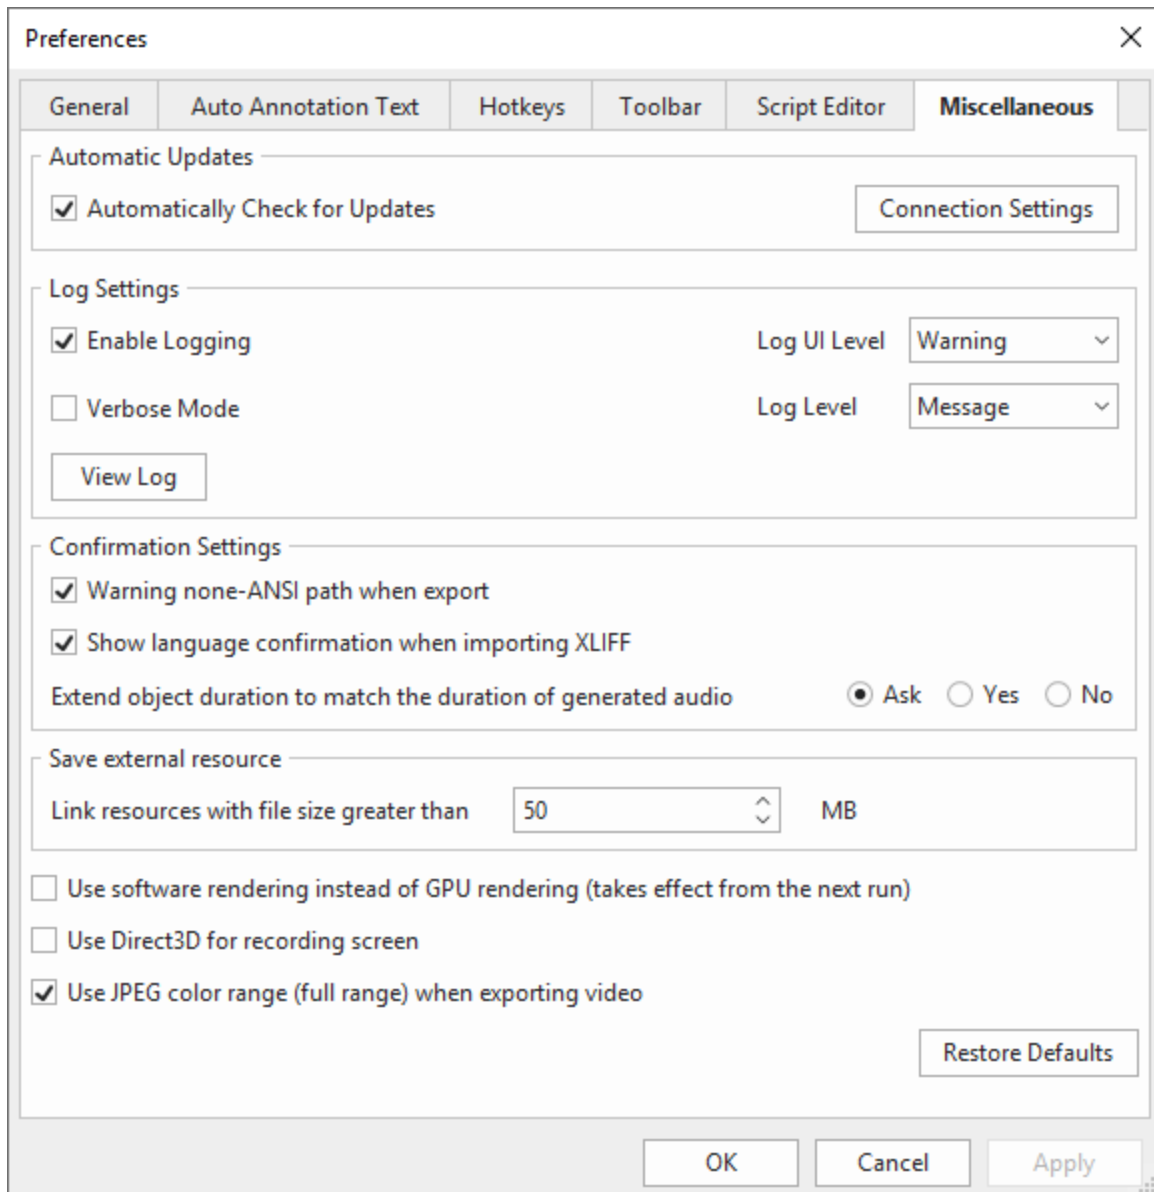 Preferences
General Auto Annotation Text Hotkeys Toolbar Script Editor Miscellaneous
Automatic Updates
Automatically Check for Updates Connection Settings
Log Settings
Enable Logging Log UI Level Warning
Verbose Mode Log Level Message
View Log
Confirmation Settings
Warning none-ANSI path when export
Show language confirmation when importing XLIFF
Extend object duration to match the duration of generated audio Ask Yes No
Save external resource
Link resources with file size greater than 50 MB
Use software rendering instead of GPU rendering (takes effect from the next run)
Use Direct3D for recording screen
Use JPEG color range (full range) when exporting video
Restore Defaults
OK Cancel Apply